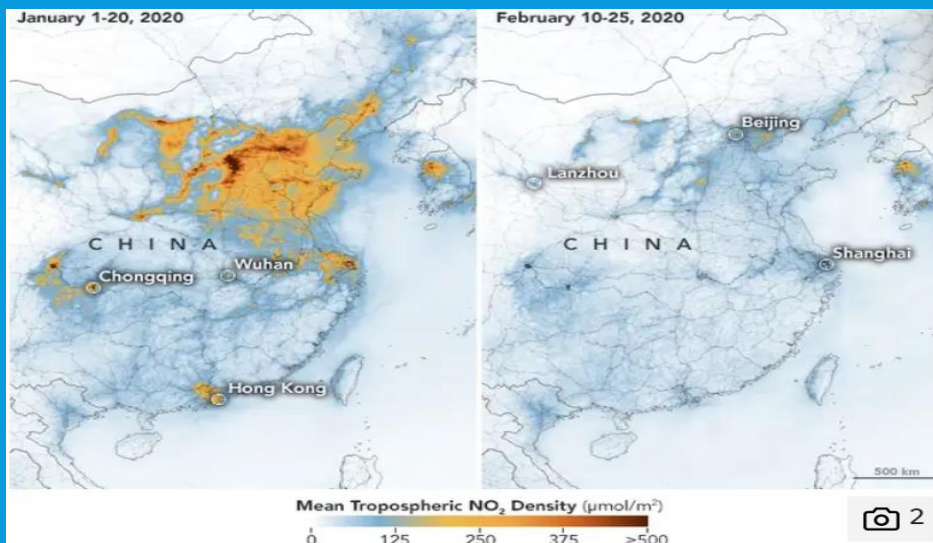 January 1-20, 2020
February 10-25, 2020
Beijing
Lanzhou
CHINA
CHINA
Wuhan
Chongqing
Shanghai
Hong Kong
500 km
Mean Tropospheric NO₂ Density (μmol/m²)
0 125 250 375 ≥500
2